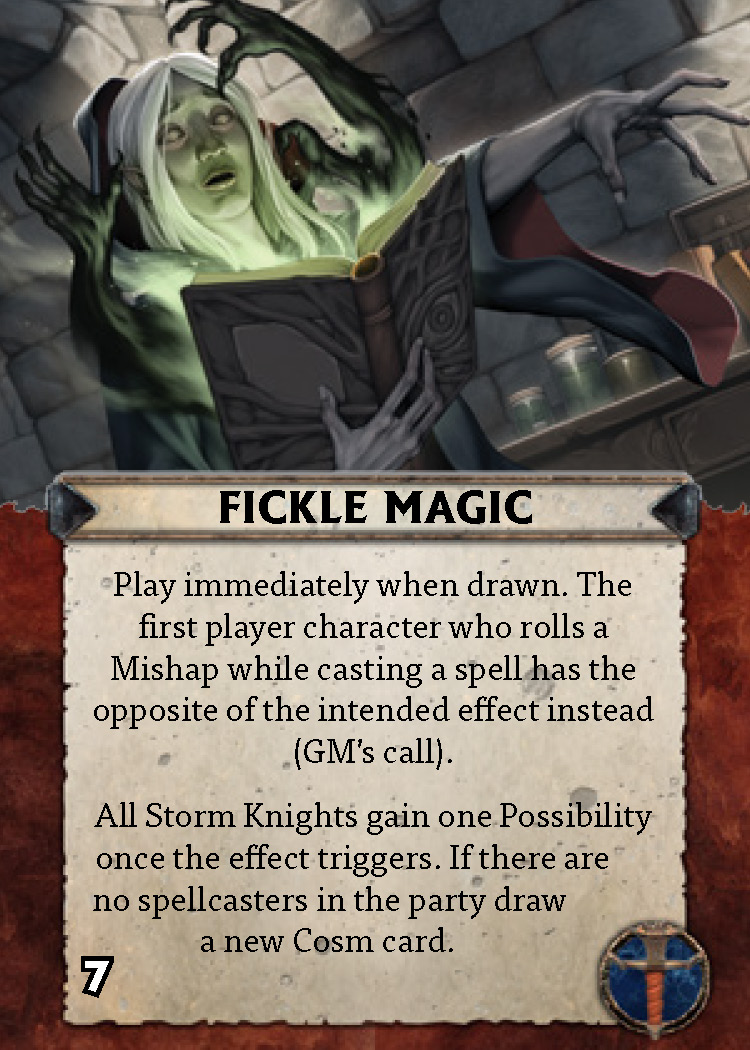 FICKLE MAGIC
Play immediately when drawn. The
first player character who rolls a
Mishap while casting a spell has the
opposite of the intended effect instead
(GM’s call).
All Storm Knights gain one Possibility
once the effect triggers. If there are
no spellcasters in the party draw
a new Cosm card.
7